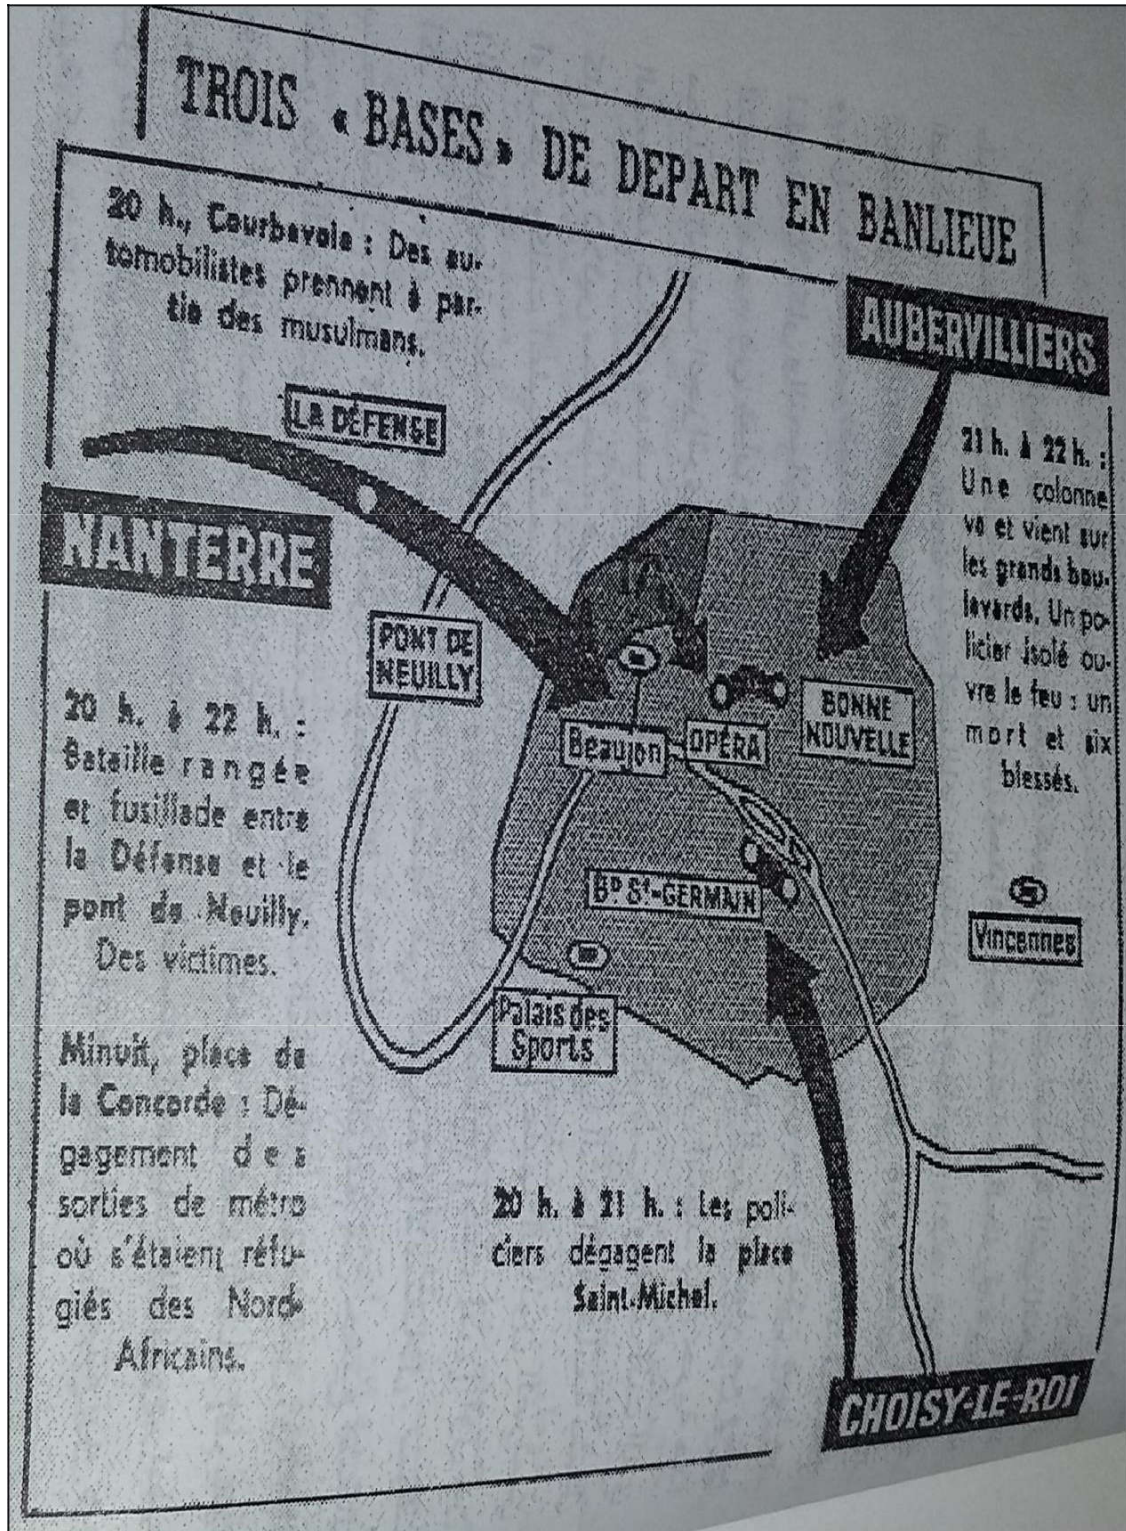 TROIS « BASES » DE DEPART EN BANLIEUE
20 h., Courbevoie : Des au-
tomobilistes prennent à par-
tie des musulmans.
AUBERVILLIERS
LA DÉFENSE
21 h. à 22 h. :
Une colonne
va et vient sur
les grands bou-
levards. Un po-
licier isolé ou-
vre le feu : un
mort et six
blessés.
NANTERRE
PONT DE
NEUILLY
20 h. à 22 h. :
Bataille rangée
et fusillade entre
la Défense et le
pont de Neuilly.
Des victimes.
BONNE
NOUVELLE
Beaujon
OPÉRA
Bᴰ Sᵗ-GERMAIN
Vincennes
Palais des
Sports
Minuit, place de
la Concorde : Dé-
gagement des
sorties de métro
où s'étaient réfu-
giés des Nord-
Africains.
20 h. à 21 h. : Les poli-
ciers dégagent la place
Saint-Michel.
CHOISY-LE-ROI